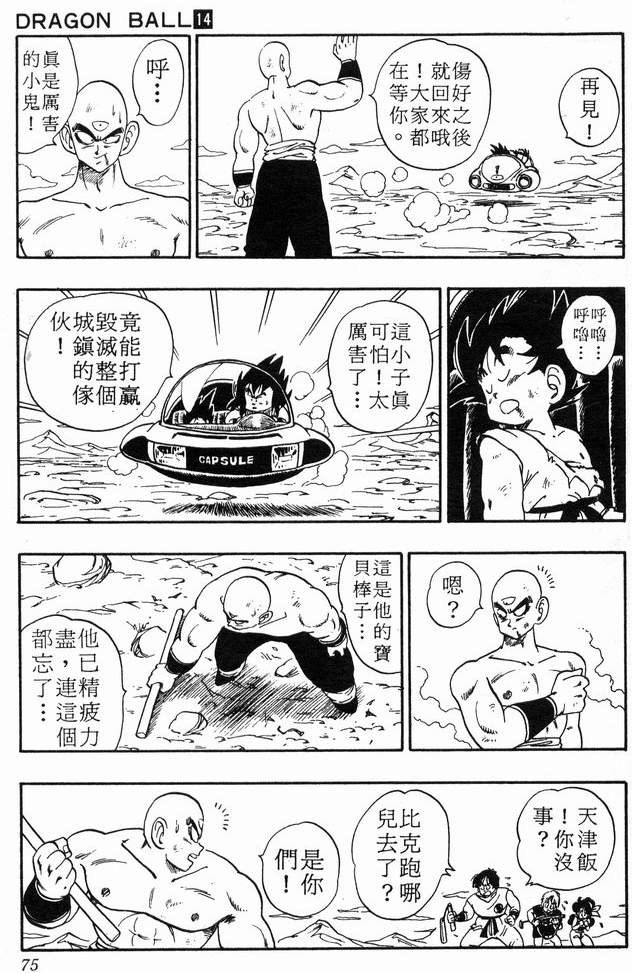 DRAGON BALL 14
再見！
傷好之後
就回來哦
！大家都
在等你。
呼…
眞是厲害
的小鬼！
呼嚕…
呼嚕…
這小子眞
可怕！太
厲害了…
竟能打贏
毀滅整個
城鎭的傢
伙！
CAPSULE
嗯？
這是他的寶
貝棒子…
他已精疲力
盡，連這個
都忘了…
天津飯
！你沒
事？
比克跑哪
兒去了？
是你
們！
75